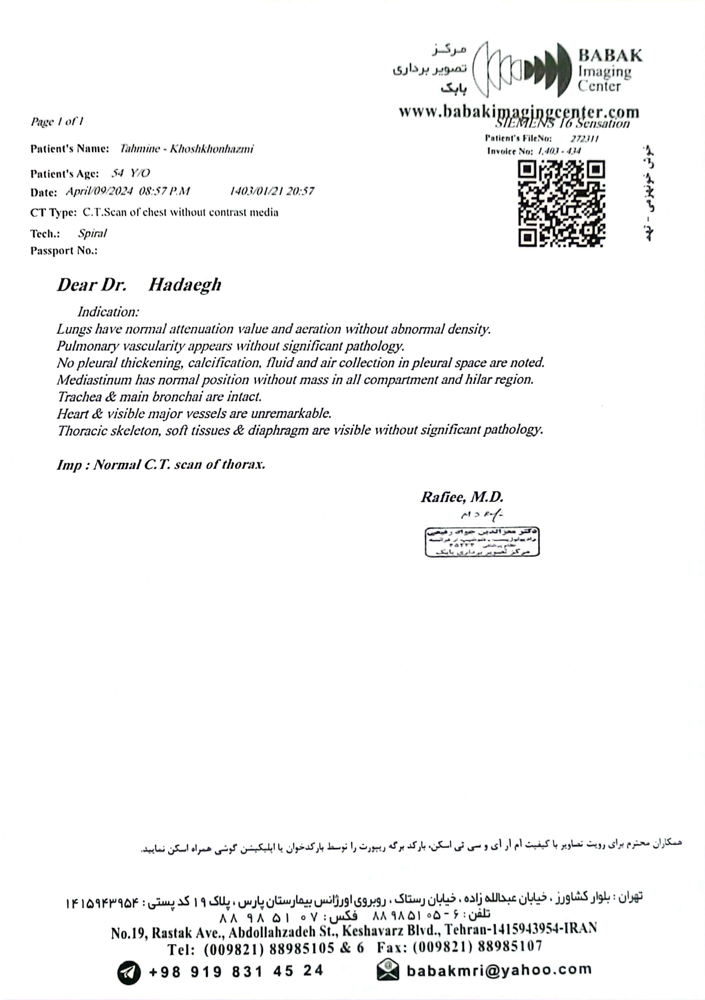 مرکز
تصویر برداری
بابک
BABAK
Imaging
Center
www.babakimagingcenter.com
SIEMENS 16 Sensation
Page 1 of 1
Patient's FileNo: 272311
Invoice No: 1,403 - 434
Patient's Name: Tahmine - Khoshkhonhazmi
Patient's Age: 54 Y/O
Date: April/09/2024 08:57 P.M 1403/01/21 20:57
CT Type: C.T.Scan of chest without contrast media
Tech.: Spiral
Passport No.:
Dear Dr. Hadaegh
Indication:
Lungs have normal attenuation value and aeration without abnormal density.
Pulmonary vascularity appears without significant pathology.
No pleural thickening, calcification, fluid and air collection in pleural space are noted.
Mediastinum has normal position without mass in all compartment and hilar region.
Trachea & main bronchai are intact.
Heart & visible major vessels are unremarkable.
Thoracic skeleton, soft tissues & diaphragm are visible without significant pathology.
Imp : Normal C.T. scan of thorax.
Rafiee, M.D.
دکتر معزالدین جواد رفیعی
رادیولوژیست - فلوشیپ از فرانسه
نظام پزشکی
مرکز تصویر برداری بابک
همکاران محترم برای رویت تصاویر با کیفیت ام آر آی و سی تی اسکن، بارکد برگه ریپورت را توسط بارکدخوان یا اپلیکیشن گوشی همراه اسکن نمایید.
تهران : بلوار کشاورز ، خیابان عبدالله زاده ، خیابان رستاک ، روبروی اورژانس بیمارستان پارس ، پلاک ۱۹ کد پستی : ۱۴۱۵۹۴۳۹۵۴
تلفن : ۶ - ۸۸۹۸۵۱۰۵ فکس : ۸۸۹۸۵۱۰۷
No.19, Rastak Ave., Abdollahzadeh St., Keshavarz Blvd., Tehran-1415943954-IRAN
Tel: (009821) 88985105 & 6 Fax: (009821) 88985107
+98 919 831 45 24 babakmri@yahoo.com